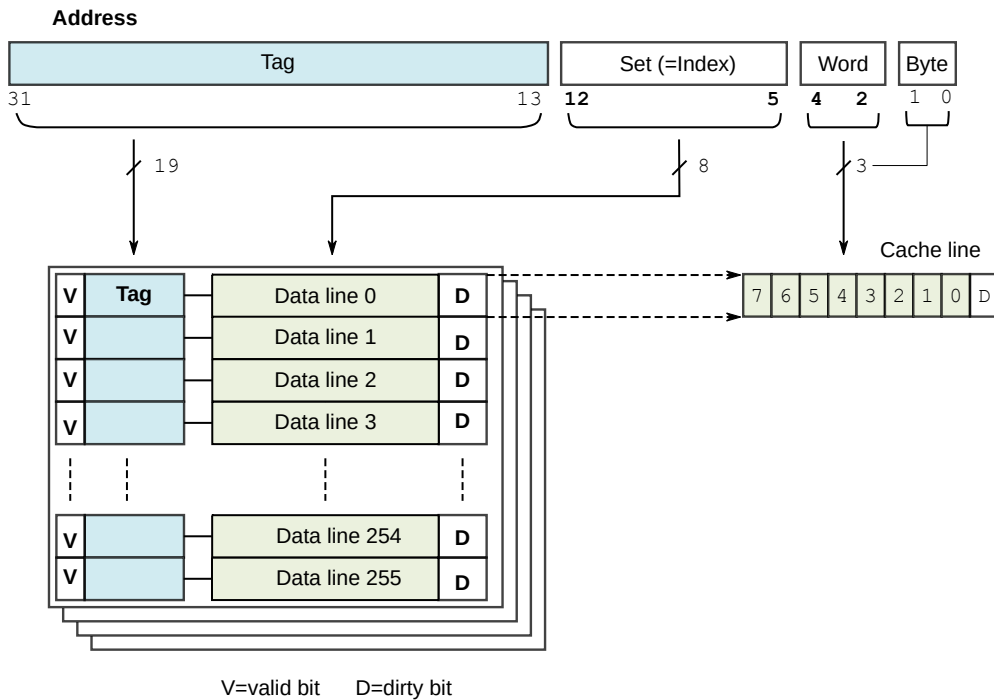 Address
Tag Set (=Index) Word Byte
31 13 12 5 4 2 1 0
19 8 3
Cache line
V Tag Data line 0 D 7 6 5 4 3 2 1 0 D
V Data line 1 D
V Data line 2 D
V Data line 3 D
V Data line 254 D
V Data line 255 D
V=valid bit D=dirty bit